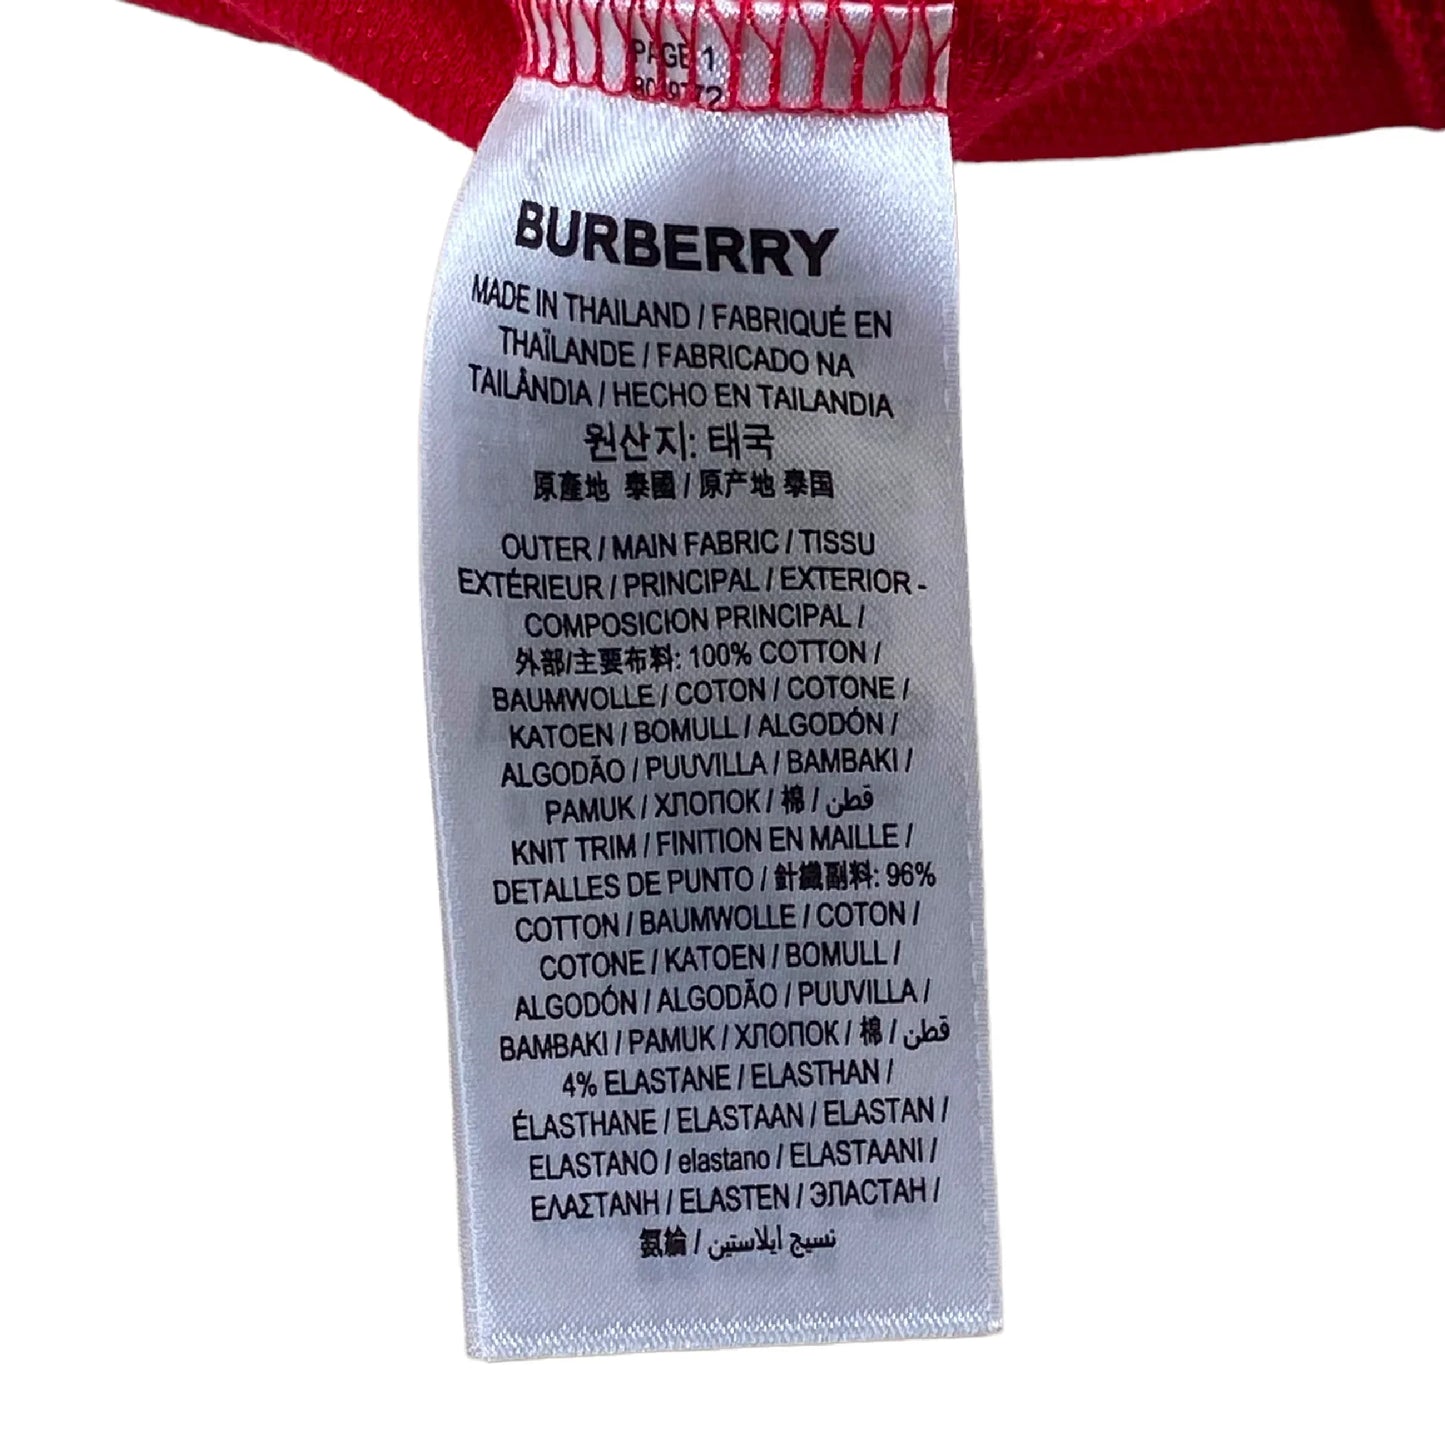 PAGE 1
BURBERRY
MADE IN THAILAND / FABRIQUÉ EN
THAÏLANDE / FABRICADO NA
TAILÂNDIA / HECHO EN TAILANDIA
원산지: 태국
原產地 泰國 / 原产地 泰国
OUTER / MAIN FABRIC / TISSU
EXTÉRIEUR / PRINCIPAL / EXTERIOR -
COMPOSICION PRINCIPAL /
外部/主要布料: 100% COTTON /
BAUMWOLLE / COTON / COTONE /
KATOEN / BOMULL / ALGODÓN /
ALGODÃO / PUUVILLA / BAMBAKI /
PAMUK / ХЛОПОК / 棉 / قطن
KNIT TRIM / FINITION EN MAILLE /
DETALLES DE PUNTO / 針織副料: 96%
COTTON / BAUMWOLLE / COTON /
COTONE / KATOEN / BOMULL /
ALGODÓN / ALGODÃO / PUUVILLA /
BAMBAKI / PAMUK / ХЛОПОК / 棉 / قطن
4% ELASTANE / ELASTHAN /
ÉLASTHANE / ELASTAAN / ELASTAN /
ELASTANO / elastano / ELASTAANI /
ΕΛΑΣΤΑΝΗ / ELASTEN / ЭЛАСТАН /
氨綸 / نسيج ايلاستين